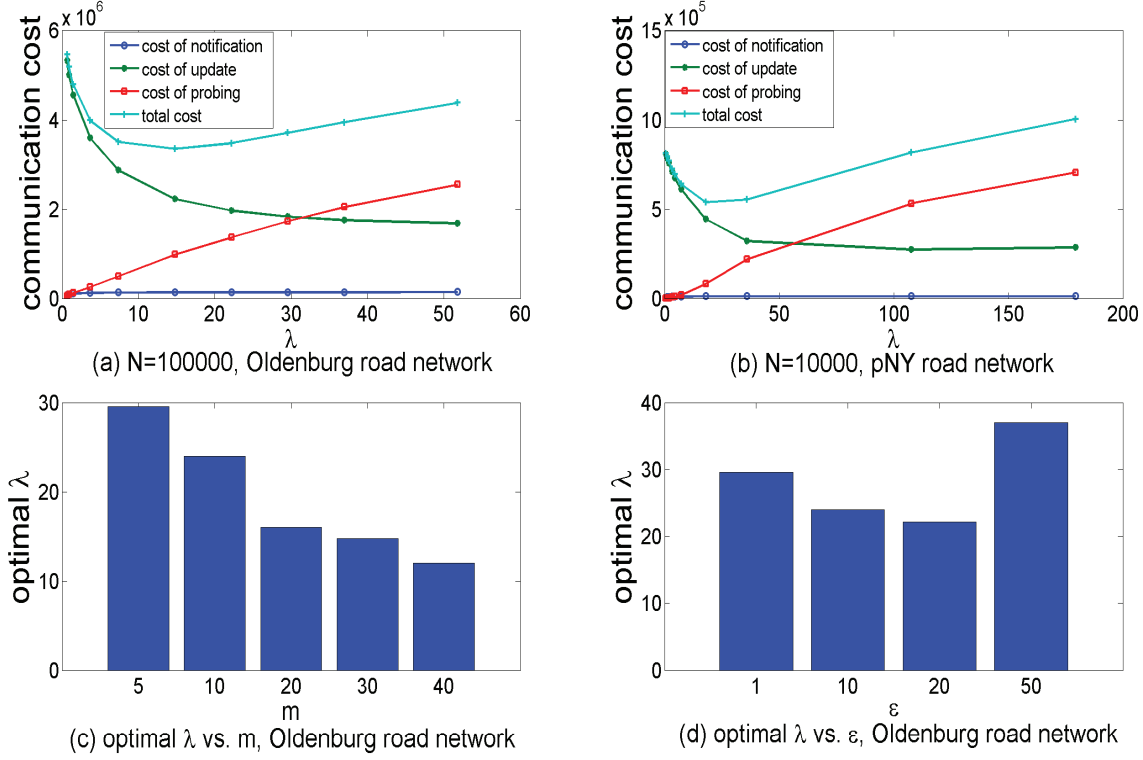 x 10^6
communication cost
6
4
2
0
cost of notification
cost of update
cost of probing
total cost
0 10 20 30 40 50 60
λ
(a) N=100000, Oldenburg road network
x 10^5
communication cost
15
10
5
0
cost of notification
cost of update
cost of probing
total cost
0 50 100 150 200
λ
(b) N=10000, pNY road network
optimal λ
30
20
10
0
5 10 20 30 40
m
(c) optimal λ vs. m, Oldenburg road network
optimal λ
40
30
20
10
0
1 10 20 50
ε
(d) optimal λ vs. ε, Oldenburg road network